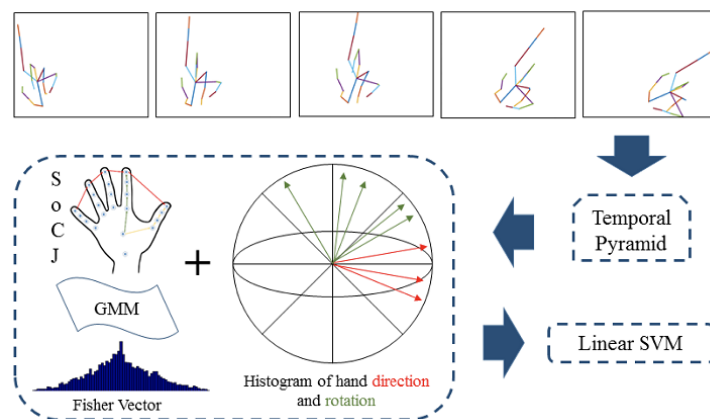 S
o
C
J
+
GMM
Fisher Vector
Histogram of hand direction
and rotation
Temporal
Pyramid
Linear SVM